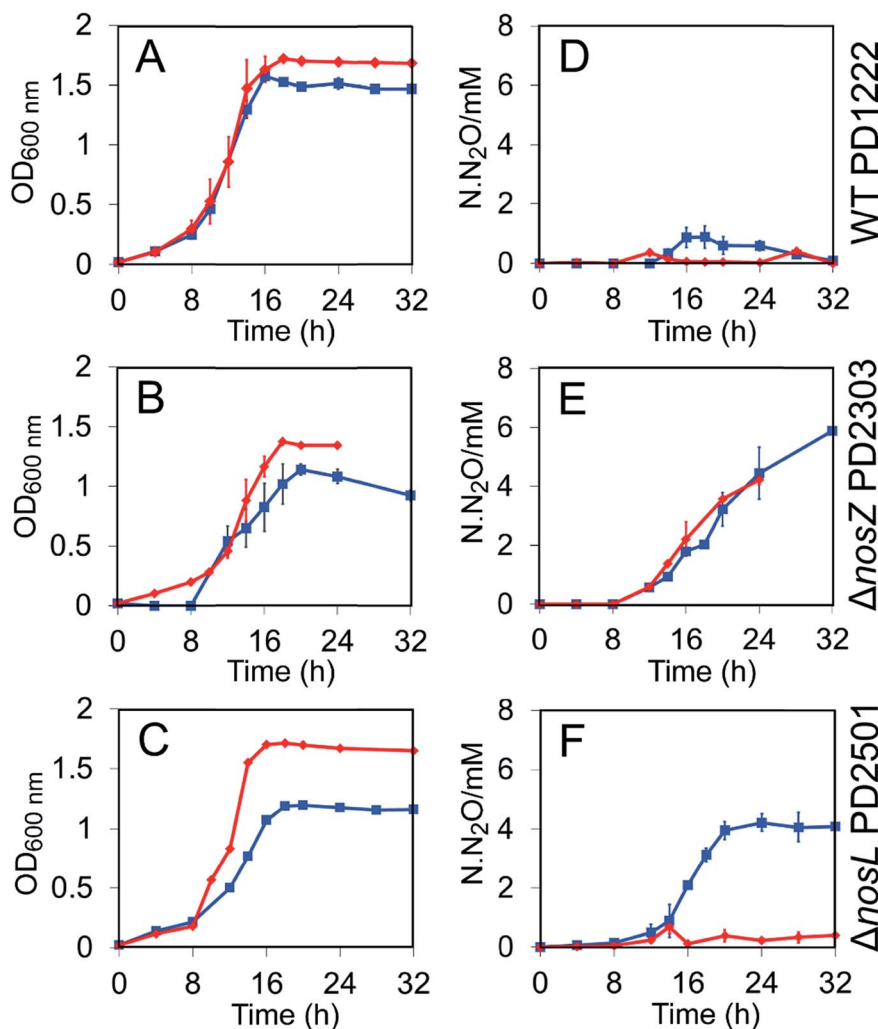 A
2
1.5
1
0.5
0
OD600 nm
0 8 16 24 32
Time (h)
D
8
6
4
2
0
N.N2O/mM
0 8 16 24 32
Time (h)
WT PD1222
B
2
1.5
1
0.5
0
OD600 nm
0 8 16 24 32
Time (h)
E
8
6
4
2
0
N.N2O/mM
0 8 16 24 32
Time (h)
ΔnosZ PD2303
C
2
1.5
1
0.5
0
OD600 nm
0 8 16 24 32
Time (h)
F
8
6
4
2
0
N.N2O/mM
0 8 16 24 32
Time (h)
ΔnosL PD2501